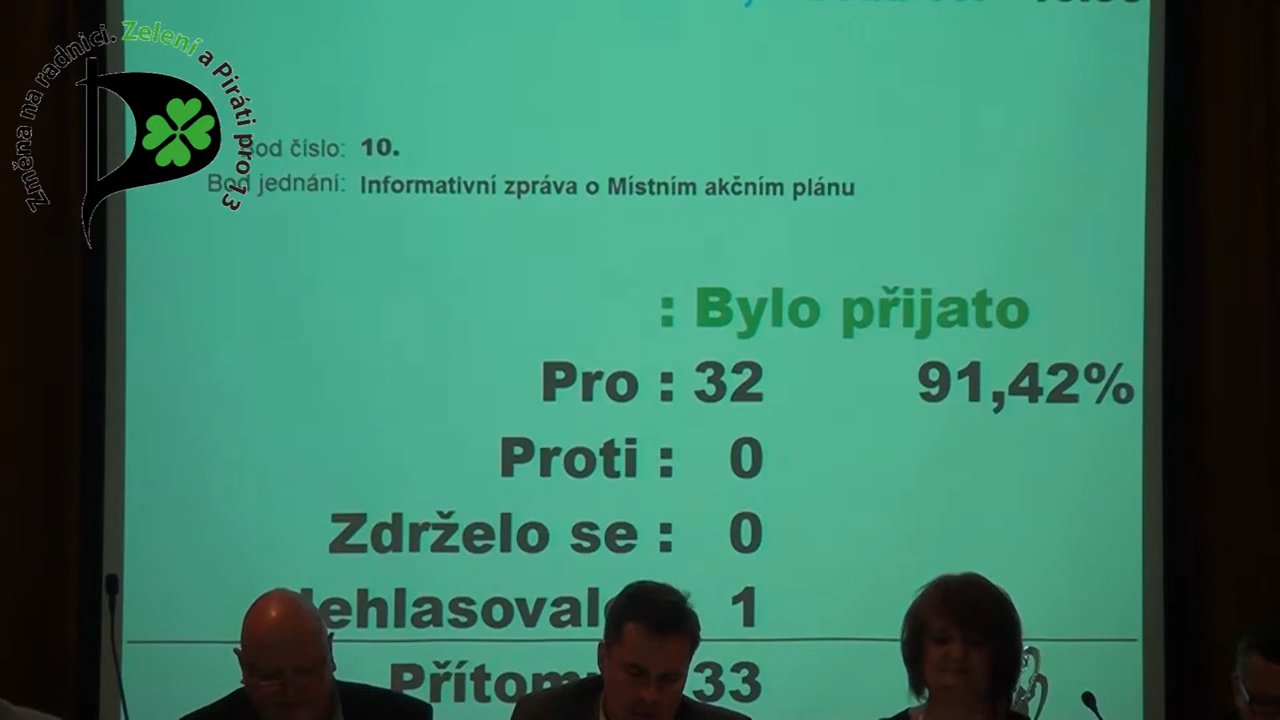 Změna na radnici. Zelení a Piráti pro 13
Bod číslo: 10.
Bod jednání: Informativní zpráva o Místním akčním plánu
: Bylo přijato
Pro : 32 91,42%
Proti : 0
Zdrželo se : 0
Nehlasovalo 1
33